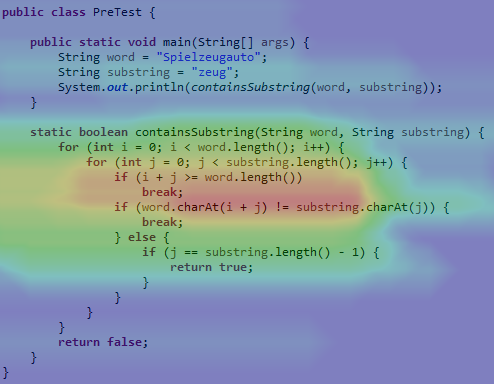 public class PreTest {
    public static void main(String[] args) {
        String word = "Spielzeugauto";
        String substring = "zeug";
        System.out.println(containsSubstring(word, substring));
    }
    static boolean containsSubstring(String word, String substring) {
        for (int i = 0; i < word.length(); i++) {
            for (int j = 0; j < substring.length(); j++) {
                if (i + j >= word.length())
                    break;
                if (word.charAt(i + j) != substring.charAt(j)) {
                    break;
                } else {
                    if (j == substring.length() - 1) {
                        return true;
                    }
                }
            }
        }
        return false;
    }
}